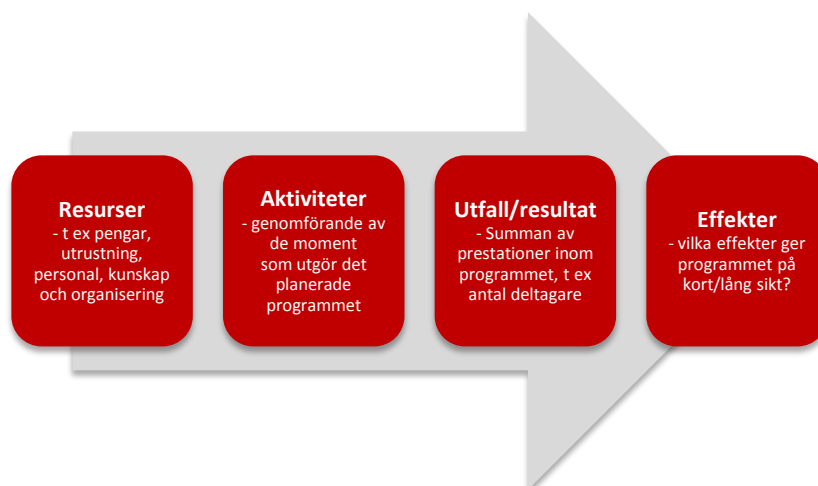 Resurser
- t ex pengar,
utrustning,
personal, kunskap
och organisering
Aktiviteter
- genomförande av
de moment
som utgör det
planerade
programmet
Utfall/resultat
- Summan av
prestationer inom
programmet, t ex
antal deltagare
Effekter
- vilka effekter ger
programmet på
kort/lång sikt?